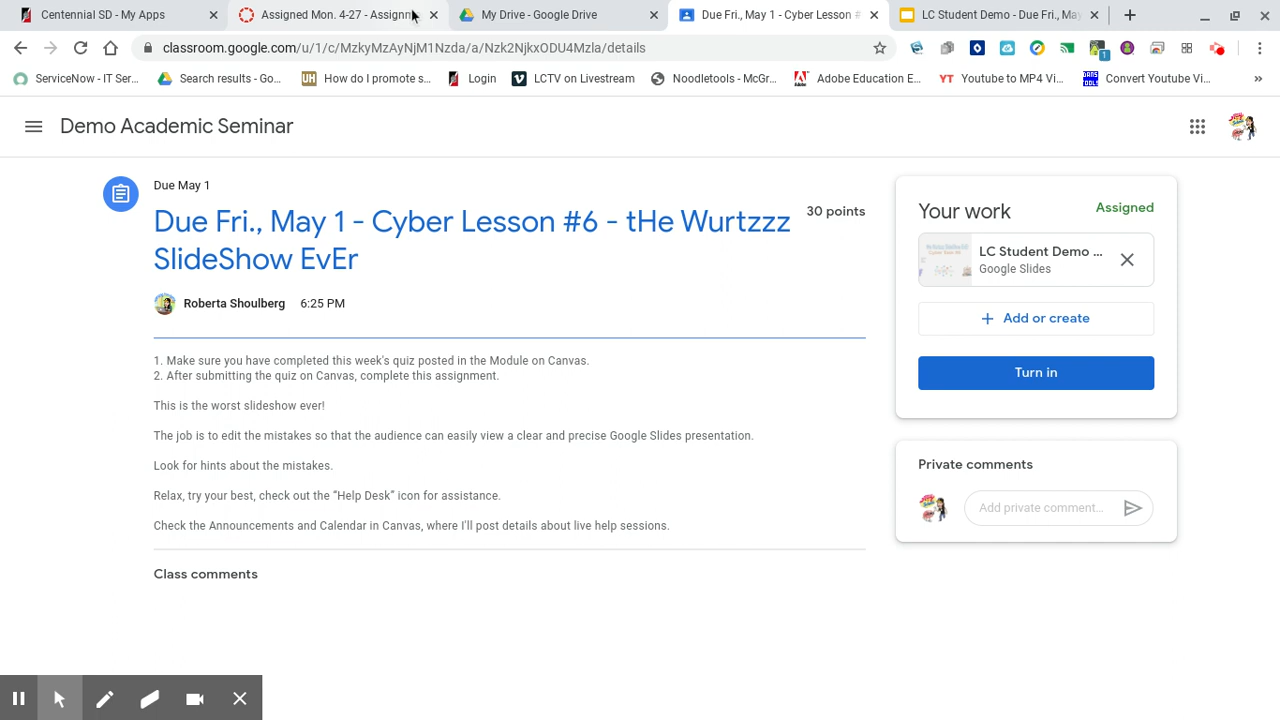 Centennial SD - My Apps
Assigned Mon. 4-27 - Assignm
My Drive - Google Drive
Due Fri., May 1 - Cyber Lesson #
LC Student Demo - Due Fri., May
classroom.google.com/u/1/c/MzkyMzAyNjM1Nzda/a/Nzk2NjkxODU4Mzla/details
1
ServiceNow - IT Ser...
Search results - Go...
UH How do I promote s...
Login
LCTV on Livestream
Noodletools - McGr...
Adobe Education E...
YT Youtube to MP4 Vi...
Convert Youtube Vi...
Demo Academic Seminar
Due May 1
Due Fri., May 1 - Cyber Lesson #6 - tHe Wurtzzz
SlideShow EvEr
30 points
Roberta Shoulberg 6:25 PM
1. Make sure you have completed this week's quiz posted in the Module on Canvas.
2. After submitting the quiz on Canvas, complete this assignment.
This is the worst slideshow ever!
The job is to edit the mistakes so that the audience can easily view a clear and precise Google Slides presentation.
Look for hints about the mistakes.
Relax, try your best, check out the “Help Desk” icon for assistance.
Check the Announcements and Calendar in Canvas, where I'll post details about live help sessions.
Class comments
Your work
Assigned
LC Student Demo ...
Google Slides
Add or create
Turn in
Private comments
Add private comment...